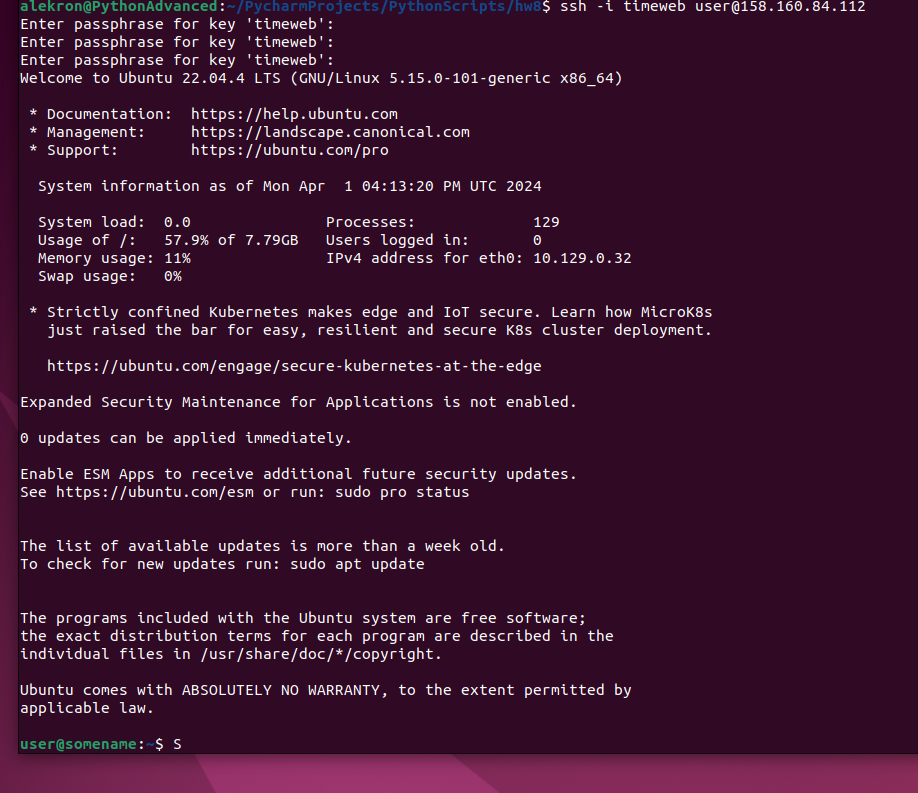 alekron@PythonAdvanced:~/PycharmProjects/PythonScripts/hw8$ ssh -i timeweb user@158.160.84.112
Enter passphrase for key 'timeweb':
Enter passphrase for key 'timeweb':
Enter passphrase for key 'timeweb':
Welcome to Ubuntu 22.04.4 LTS (GNU/Linux 5.15.0-101-generic x86_64)
* Documentation:  https://help.ubuntu.com
* Management:     https://landscape.canonical.com
* Support:        https://ubuntu.com/pro
System information as of Mon Apr  1 04:13:20 PM UTC 2024
System load:  0.0               Processes:             129
Usage of /:   57.9% of 7.79GB   Users logged in:       0
Memory usage: 11%               IPv4 address for eth0: 10.129.0.32
Swap usage:   0%
* Strictly confined Kubernetes makes edge and IoT secure. Learn how MicroK8s
just raised the bar for easy, resilient and secure K8s cluster deployment.
https://ubuntu.com/engage/secure-kubernetes-at-the-edge
Expanded Security Maintenance for Applications is not enabled.
0 updates can be applied immediately.
Enable ESM Apps to receive additional future security updates.
See https://ubuntu.com/esm or run: sudo pro status
The list of available updates is more than a week old.
To check for new updates run: sudo apt update
The programs included with the Ubuntu system are free software;
the exact distribution terms for each program are described in the
individual files in /usr/share/doc/*/copyright.
Ubuntu comes with ABSOLUTELY NO WARRANTY, to the extent permitted by
applicable law.
user@somename:~$ S